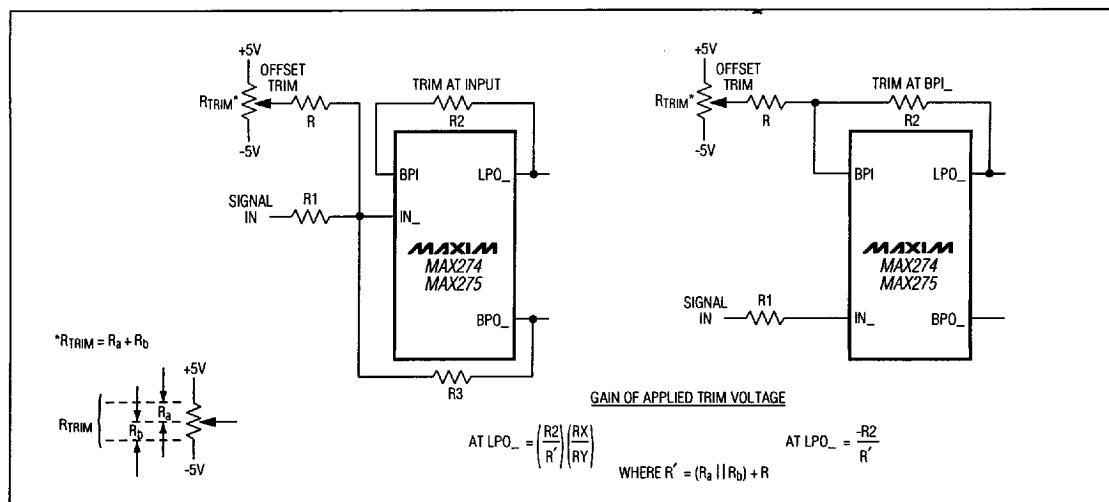 +5V
OFFSET
TRIM
RTRIM*
R
-5V
TRIM AT INPUT
R2
BPI
LPO_
SIGNAL
IN
R1
IN_
MAXIM
MAX274
MAX275
BPO_
R3
+5V
OFFSET
TRIM
RTRIM*
R
-5V
TRIM AT BPI_
R2
BPI
LPO_
MAXIM
MAX274
MAX275
SIGNAL
IN
R1
IN_
BPO_
*RTRIM = Ra + Rb
+5V
RTRIM { Ra
Rb
-5V
GAIN OF APPLIED TRIM VOLTAGE
AT LPO_ = (R2/R′) (RX/RY)
AT LPO_ = -R2/R′
WHERE R′ = (Ra || Rb) + R